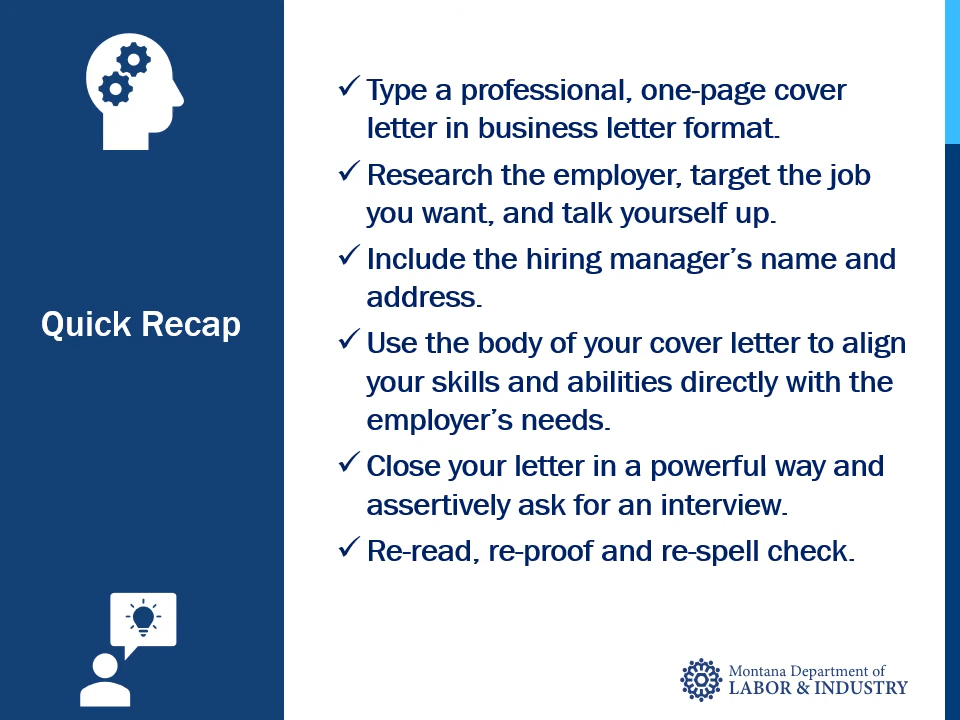 Quick Recap
✓ Type a professional, one-page cover
letter in business letter format.
✓ Research the employer, target the job
you want, and talk yourself up.
✓ Include the hiring manager’s name and
address.
✓ Use the body of your cover letter to align
your skills and abilities directly with the
employer’s needs.
✓ Close your letter in a powerful way and
assertively ask for an interview.
✓ Re-read, re-proof and re-spell check.
Montana Department of
LABOR & INDUSTRY